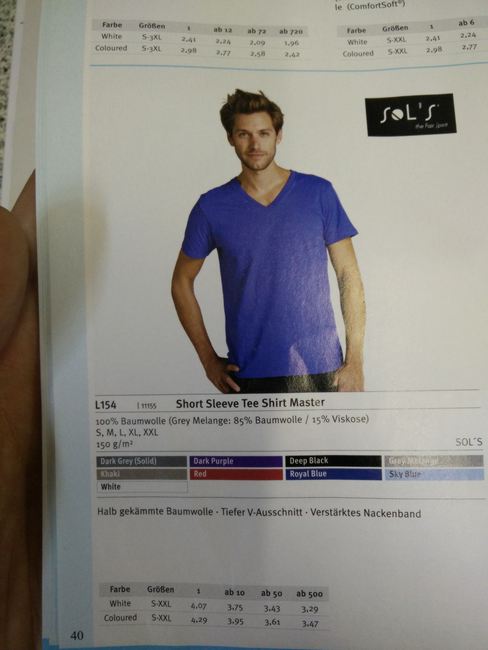 le (ComfortSoft®)
Farbe Größen 1 ab 12 ab 72 ab 720
White S-3XL 2,41 2,24 2,09 1,96
Coloured S-3XL 2,98 2,77 2,58 2,42
Farbe Größen 1 ab 6
White S-XXL 2,41 2,24
Coloured S-XXL 2,98 2,77
SOL'S
the Fair Spirit
L154 | 11155 Short Sleeve Tee Shirt Master
100% Baumwolle (Grey Melange: 85% Baumwolle / 15% Viskose)
S, M, L, XL, XXL
150 g/m²
SOL'S
Dark Grey (Solid) Dark Purple Deep Black Grey Melange
Khaki Red Royal Blue Sky Blue
White
Halb gekämmte Baumwolle · Tiefer V-Ausschnitt · Verstärktes Nackenband
Farbe Größen 1 ab 10 ab 50 ab 500
White S-XXL 4,07 3,75 3,43 3,29
Coloured S-XXL 4,29 3,95 3,61 3,47
40